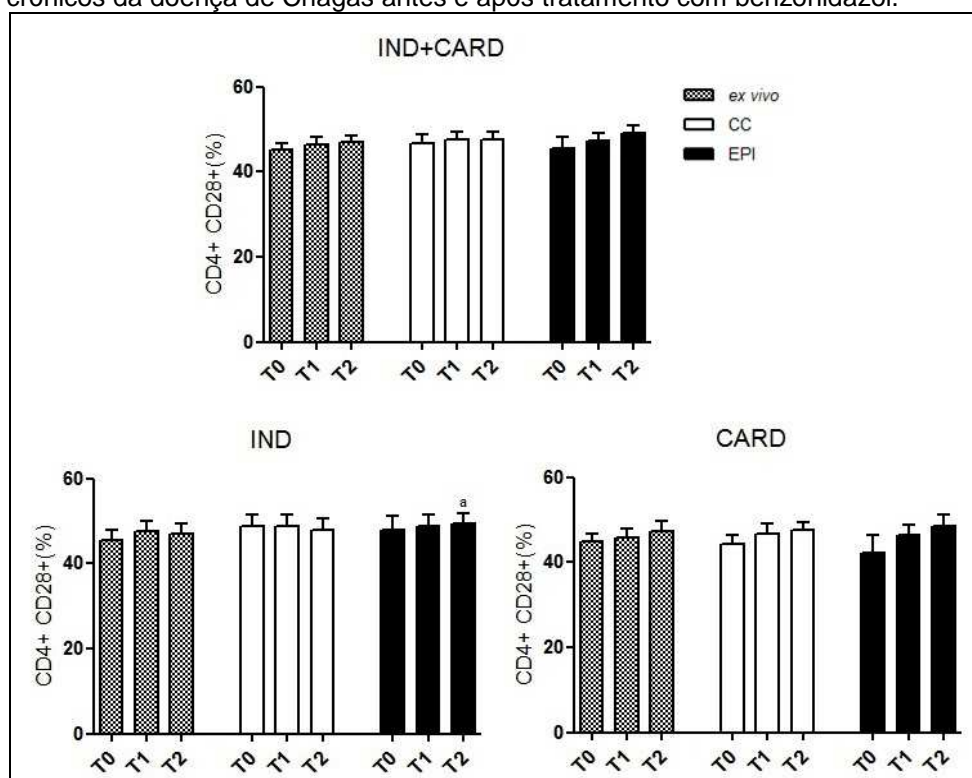 crônicos da doença de Chagas antes e após tratamento com benzonidazol.
IND+CARD
60
40
20
0
CD4+ CD28+(%)
T0 T1 T2 T0 T1 T2 T0 T1 T2
ex vivo
CC
EPI
IND
60
40
20
0
CD4+ CD28+(%)
a
T0 T1 T2 T0 T1 T2 T0 T1 T2
CARD
60
40
20
0
CD4+ CD28+(%)
T0 T1 T2 T0 T1 T2 T0 T1 T2